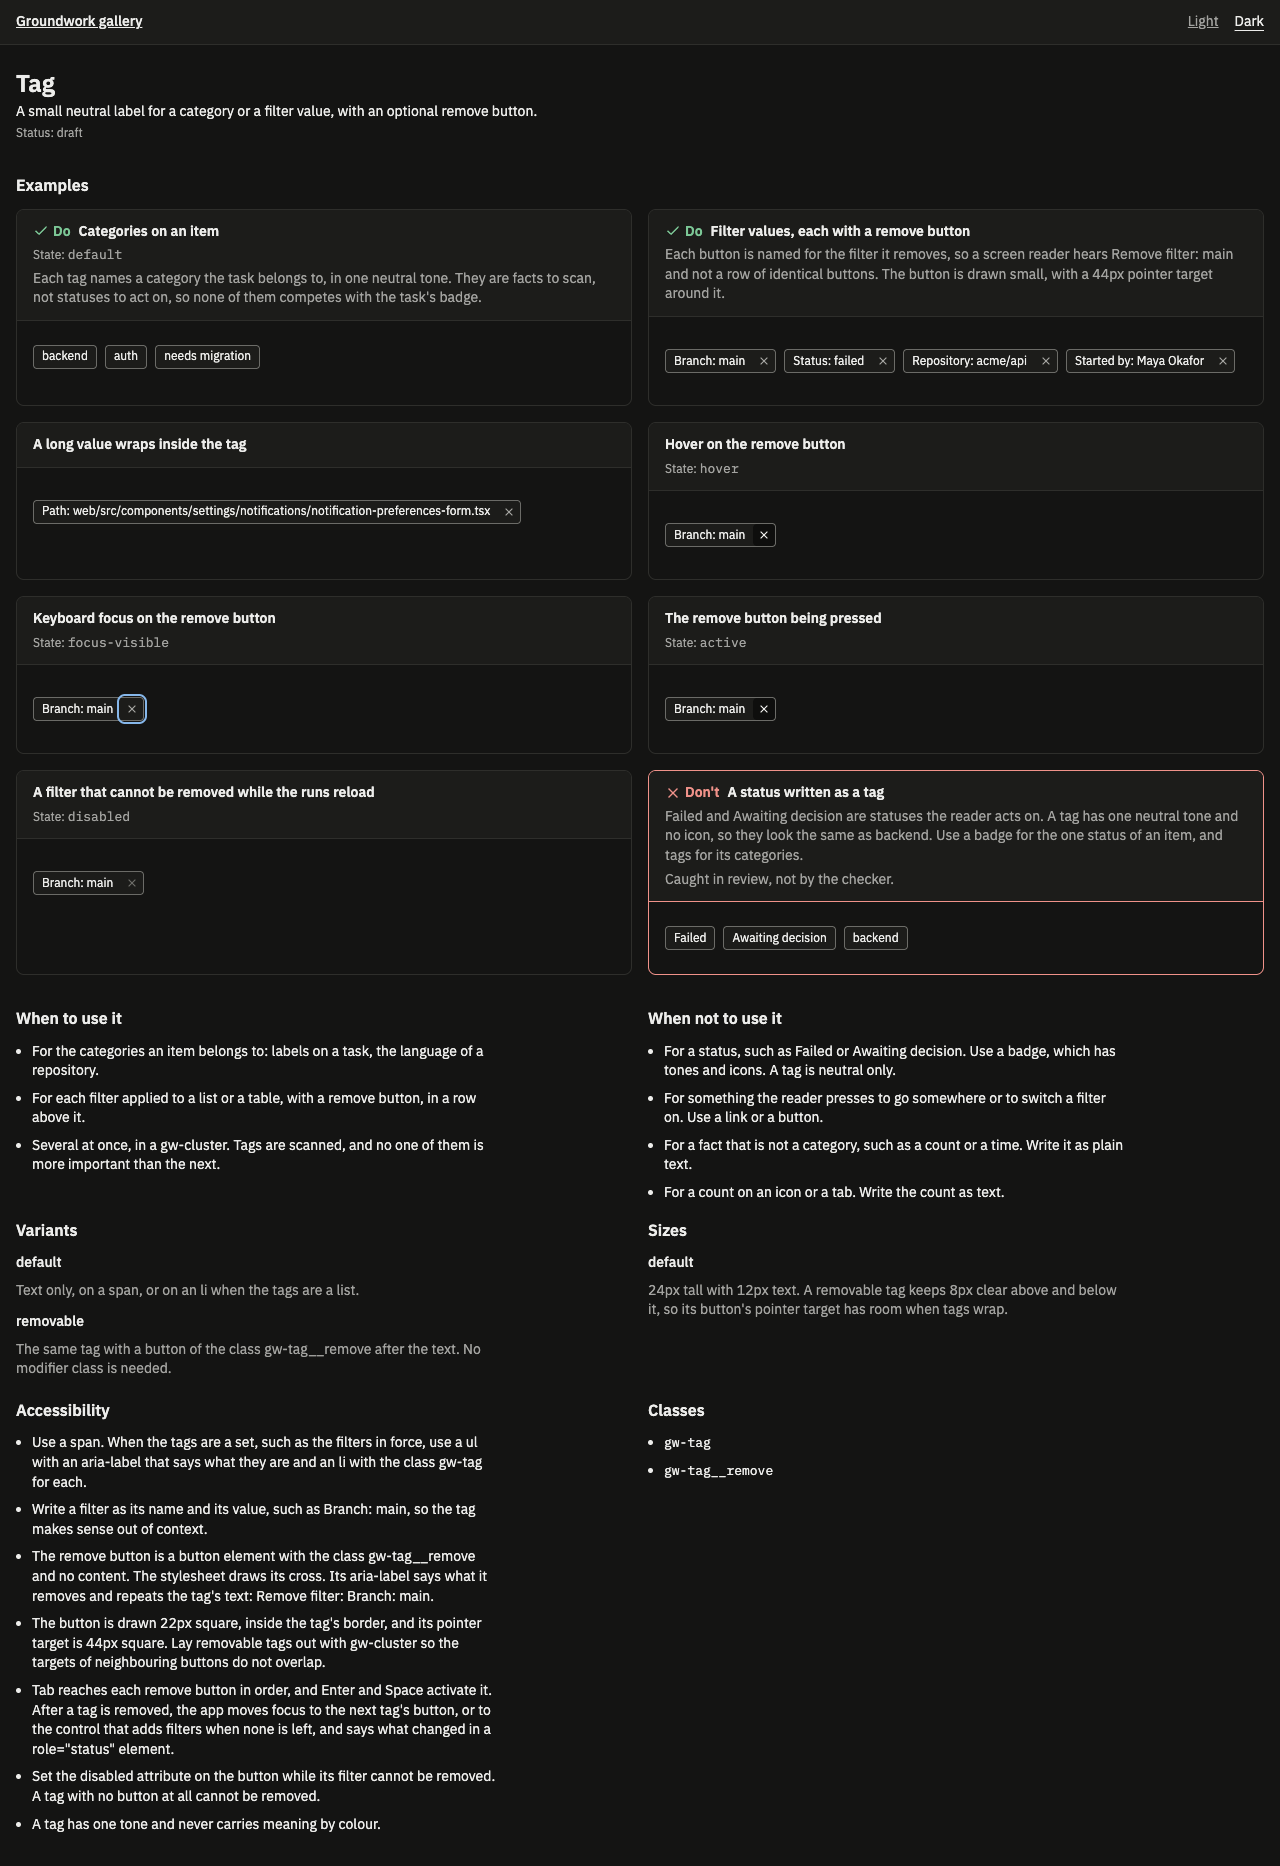 Groundwork gallery
Light Dark
Tag
A small neutral label for a category or a filter value, with an optional remove button.
Status: draft
Examples
Do Categories on an item
State: default
Each tag names a category the task belongs to, in one neutral tone. They are facts to scan,
not statuses to act on, so none of them competes with the task's badge.
backend auth needs migration
Do Filter values, each with a remove button
Each button is named for the filter it removes, so a screen reader hears Remove filter: main
and not a row of identical buttons. The button is drawn small, with a 44px pointer target
around it.
Branch: main Status: failed Repository: acme/api Started by: Maya Okafor
A long value wraps inside the tag
Path: web/src/components/settings/notifications/notification-preferences-form.tsx
Hover on the remove button
State: hover
Branch: main
Keyboard focus on the remove button
State: focus-visible
Branch: main
The remove button being pressed
State: active
Branch: main
A filter that cannot be removed while the runs reload
State: disabled
Branch: main
Don't A status written as a tag
Failed and Awaiting decision are statuses the reader acts on. A tag has one neutral tone and
no icon, so they look the same as backend. Use a badge for the one status of an item, and
tags for its categories.
Caught in review, not by the checker.
Failed Awaiting decision backend
When to use it
For the categories an item belongs to: labels on a task, the language of a
repository.
For each filter applied to a list or a table, with a remove button, in a row
above it.
Several at once, in a gw-cluster. Tags are scanned, and no one of them is
more important than the next.
When not to use it
For a status, such as Failed or Awaiting decision. Use a badge, which has
tones and icons. A tag is neutral only.
For something the reader presses to go somewhere or to switch a filter
on. Use a link or a button.
For a fact that is not a category, such as a count or a time. Write it as plain
text.
For a count on an icon or a tab. Write the count as text.
Variants
default
Text only, on a span, or on an li when the tags are a list.
removable
The same tag with a button of the class gw-tag__remove after the text. No
modifier class is needed.
Sizes
default
24px tall with 12px text. A removable tag keeps 8px clear above and below
it, so its button's pointer target has room when tags wrap.
Accessibility
Use a span. When the tags are a set, such as the filters in force, use a ul
with an aria-label that says what they are and an li with the class gw-tag
for each.
Write a filter as its name and its value, such as Branch: main, so the tag
makes sense out of context.
The remove button is a button element with the class gw-tag__remove
and no content. The stylesheet draws its cross. Its aria-label says what it
removes and repeats the tag's text: Remove filter: Branch: main.
The button is drawn 22px square, inside the tag's border, and its pointer
target is 44px square. Lay removable tags out with gw-cluster so the
targets of neighbouring buttons do not overlap.
Tab reaches each remove button in order, and Enter and Space activate it.
After a tag is removed, the app moves focus to the next tag's button, or to
the control that adds filters when none is left, and says what changed in a
role="status" element.
Set the disabled attribute on the button while its filter cannot be removed.
A tag with no button at all cannot be removed.
A tag has one tone and never carries meaning by colour.
Classes
gw-tag
gw-tag__remove